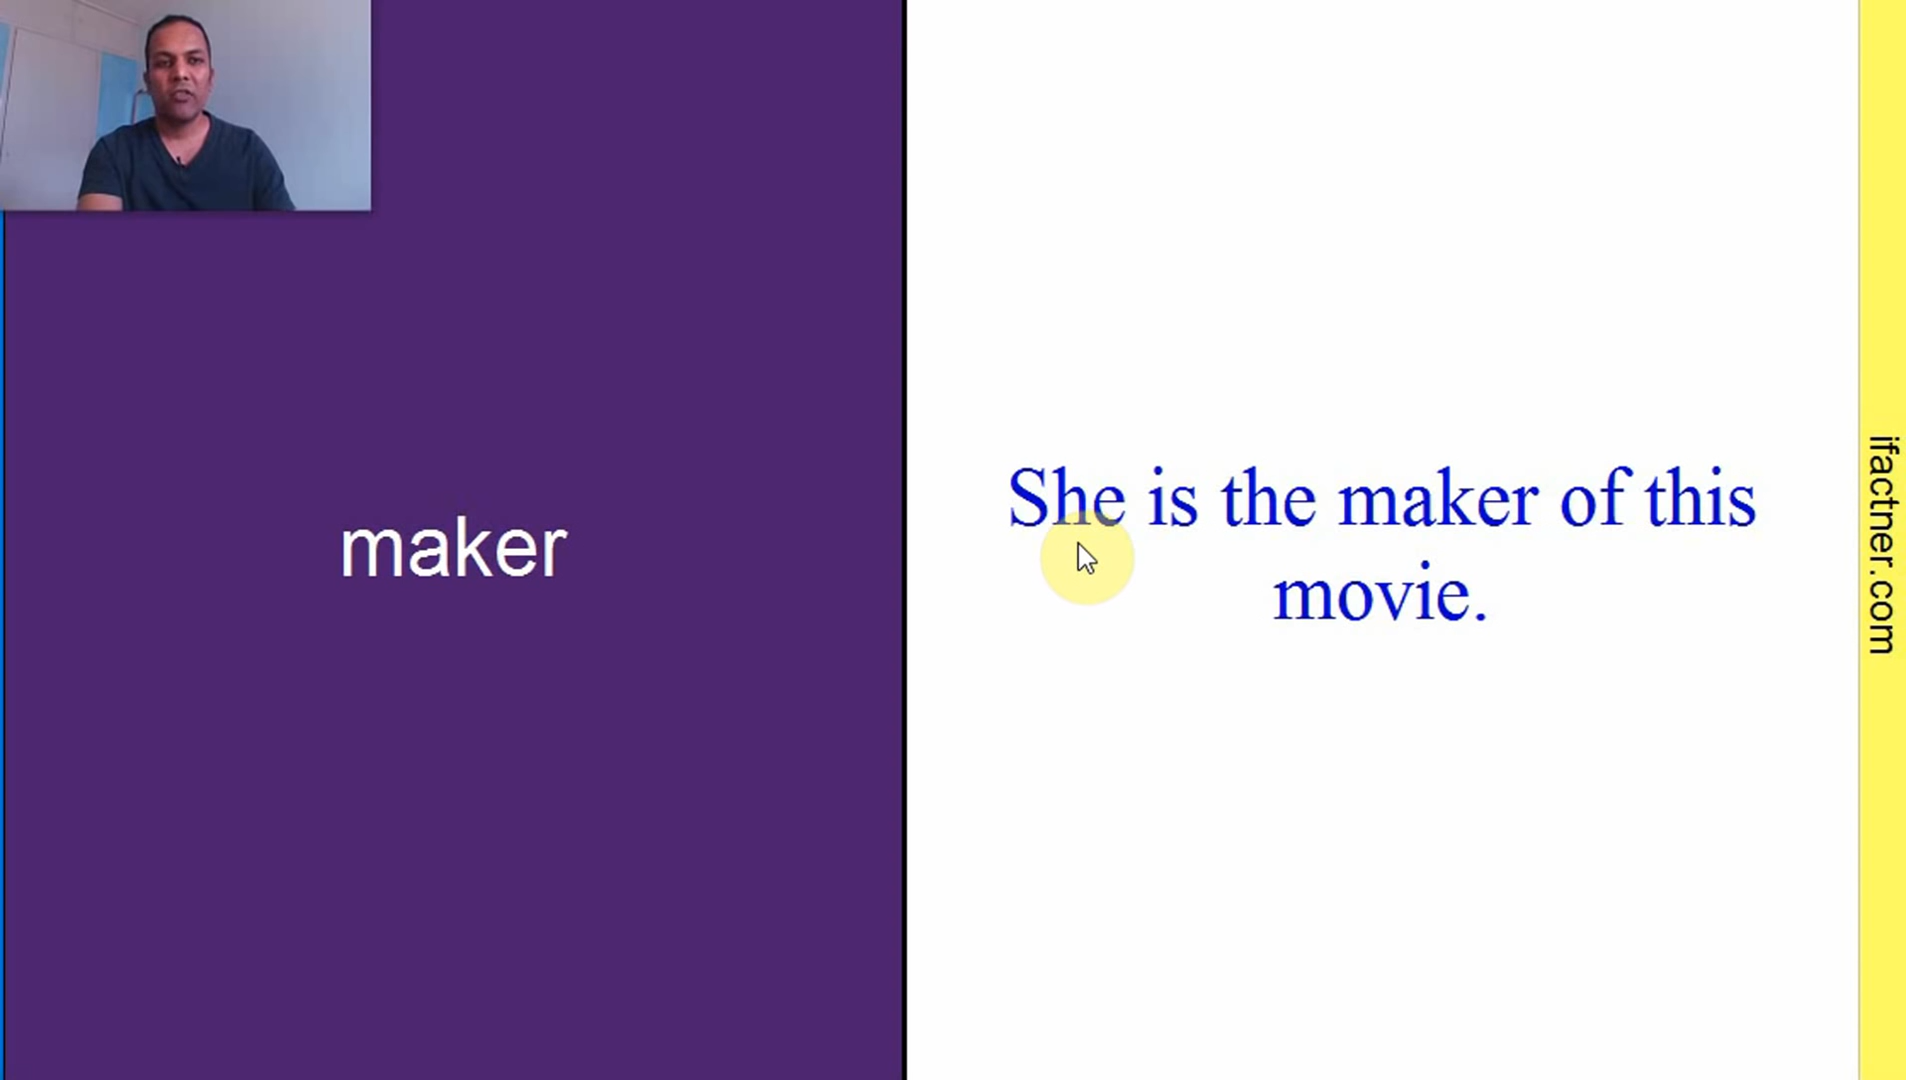 maker
She is the maker of this
movie.
ifactner.com